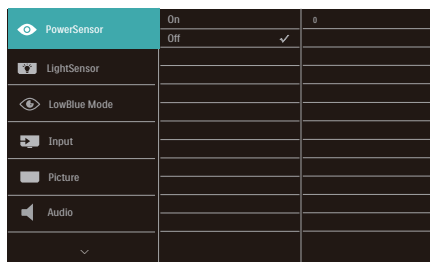 PowerSensor
On
0
Off
LightSensor
LowBlue Mode
Input
Picture
Audio